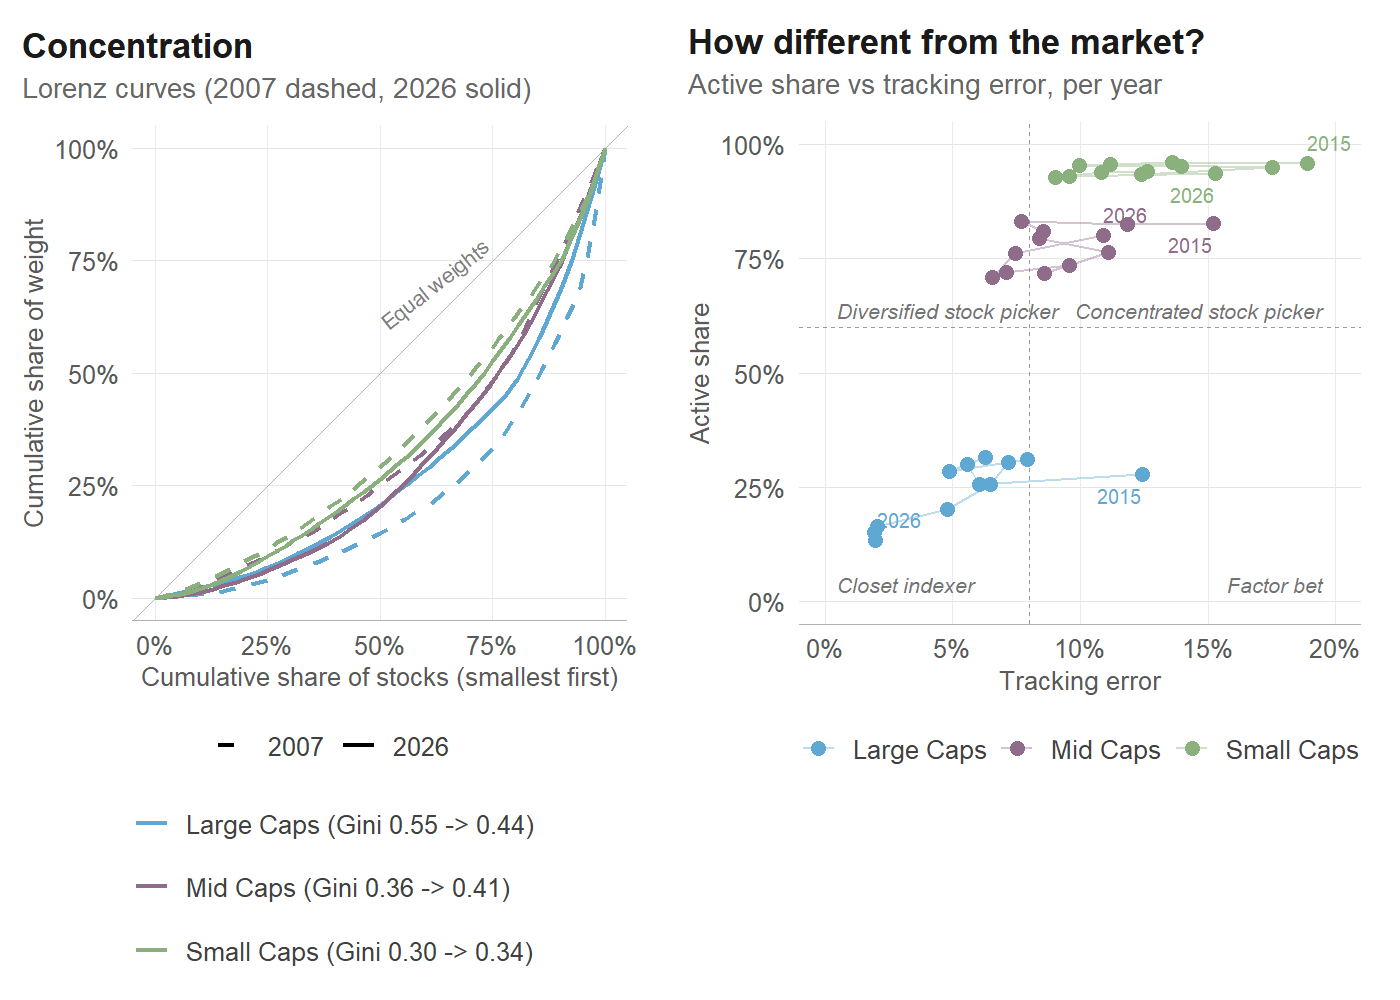 Concentration
Lorenz curves (2007 dashed, 2026 solid)
100%
75%
50%
25%
0%
Cumulative share of weight
Equal weights
0%
25%
50%
75%
100%
Cumulative share of stocks (smallest first)
2007
2026
Large Caps (Gini 0.55 -> 0.44)
Mid Caps (Gini 0.36 -> 0.41)
Small Caps (Gini 0.30 -> 0.34)
How different from the market?
Active share vs tracking error, per year
100%
75%
50%
25%
0%
Active share
2015
2026
2026
2015
Diversified stock picker
Concentrated stock picker
2015
2026
Closet indexer
Factor bet
0%
5%
10%
15%
20%
Tracking error
Large Caps
Mid Caps
Small Caps